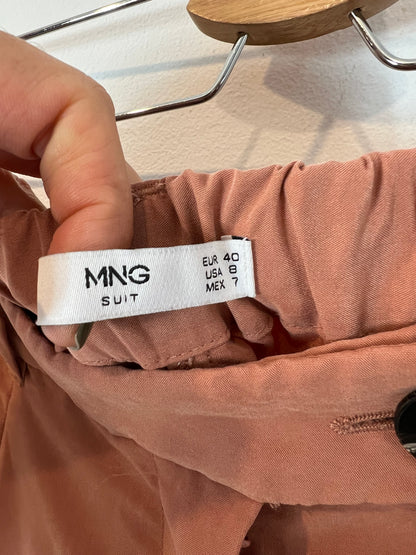 MNG
SUIT
EUR 40
USA 8
MEX 7